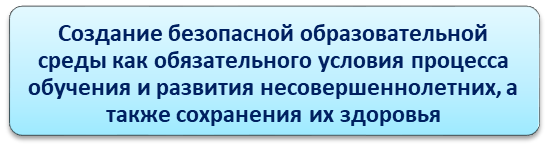 Создание безопасной образовательной
среды как обязательного условия процесса
обучения и развития несовершеннолетних, а
также сохранения их здоровья